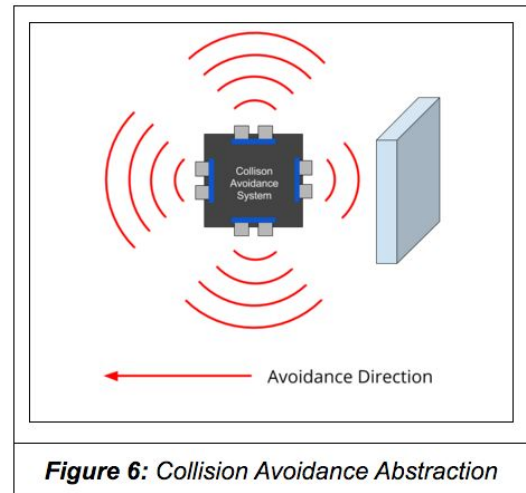 Collison
Avoidance
System
Avoidance Direction
Figure 6: Collision Avoidance Abstraction